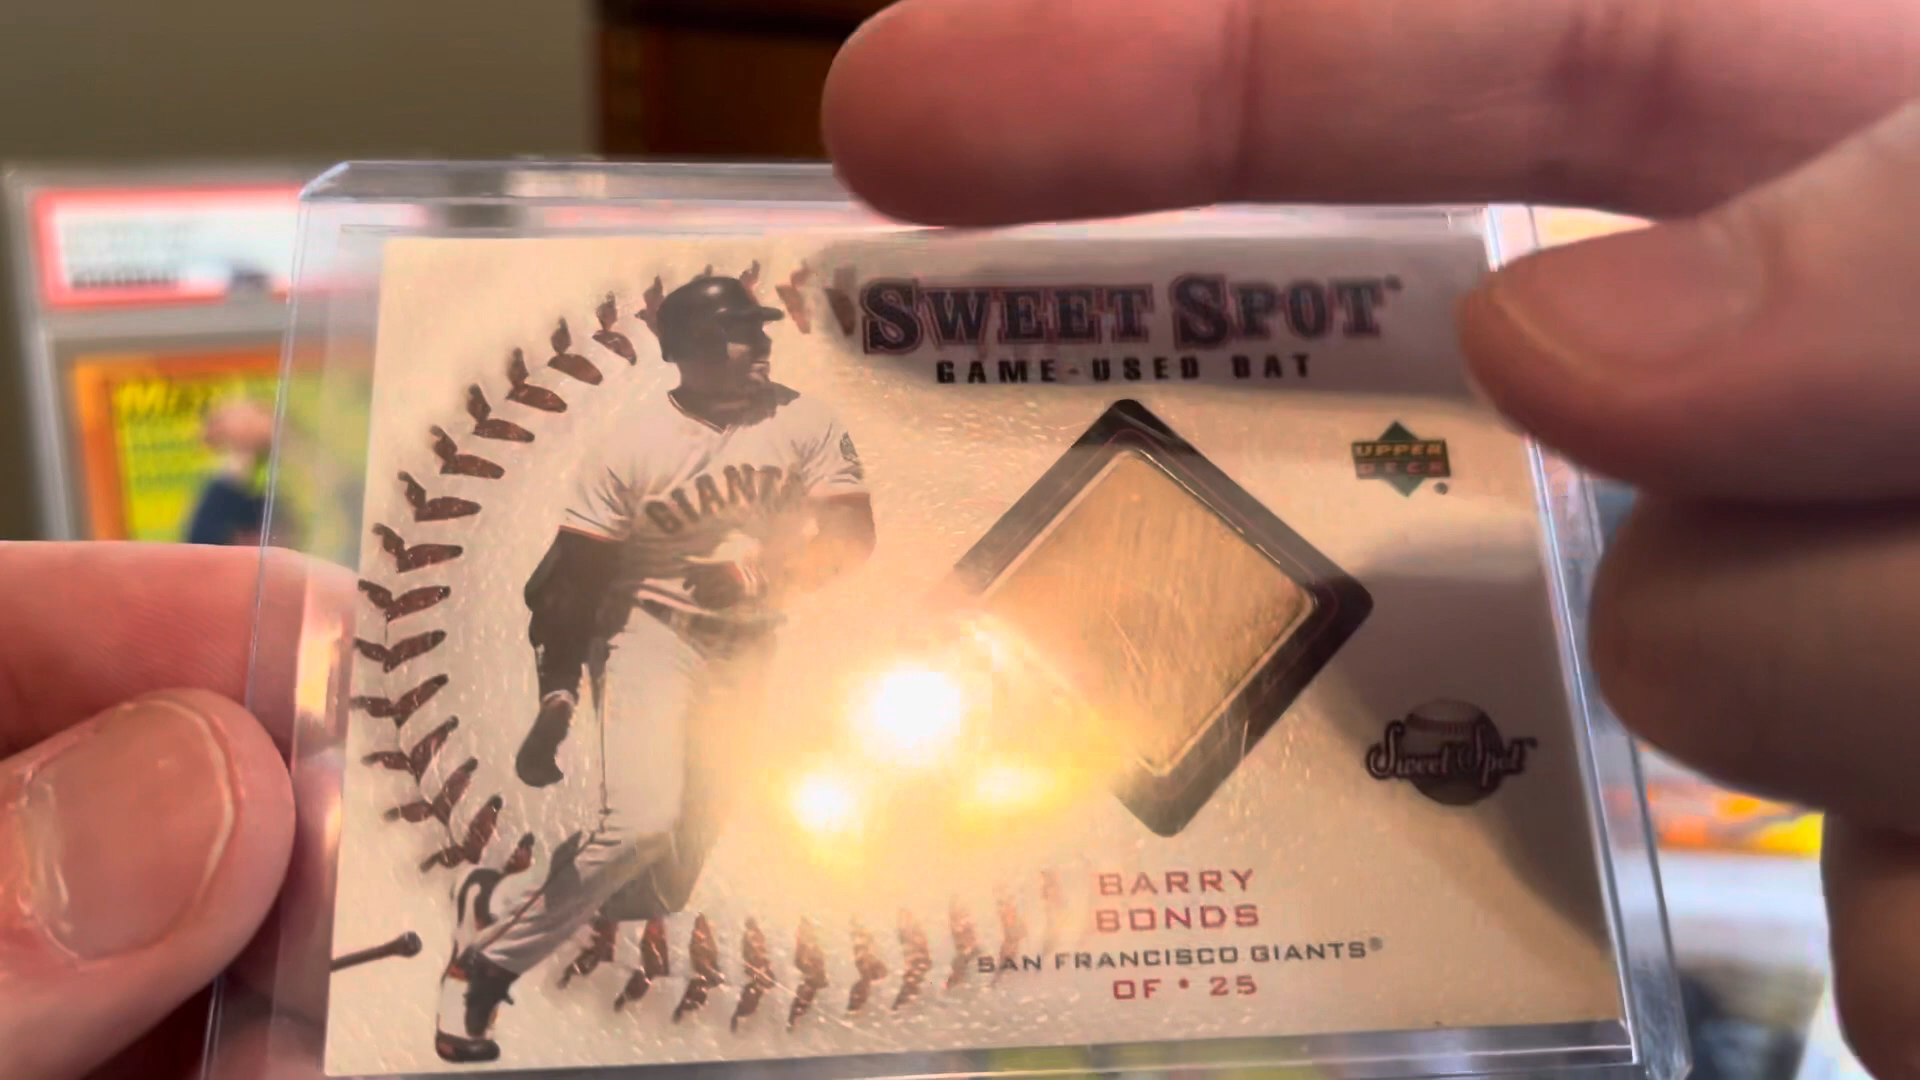 SWEET SPOT
GAME-USED BAT
GIANTS
UPPER
DECK
Sweet Spot
BARRY
BONDS
SAN FRANCISCO GIANTS®
OF • 25